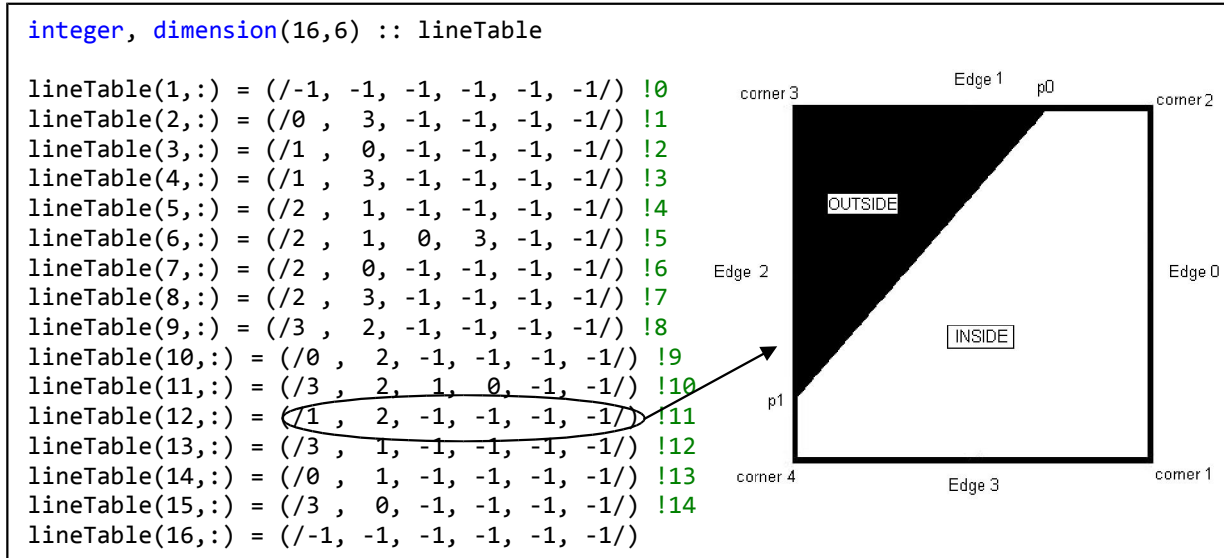 integer, dimension(16,6) :: lineTable
lineTable(1,:) = (/-1, -1, -1, -1, -1, -1/) !0
lineTable(2,:) = (/0 , 3, -1, -1, -1, -1/) !1
lineTable(3,:) = (/1 , 0, -1, -1, -1, -1/) !2
lineTable(4,:) = (/1 , 3, -1, -1, -1, -1/) !3
lineTable(5,:) = (/2 , 1, -1, -1, -1, -1/) !4
lineTable(6,:) = (/2 , 1, 0, 3, -1, -1/) !5
lineTable(7,:) = (/2 , 0, -1, -1, -1, -1/) !6
lineTable(8,:) = (/2 , 3, -1, -1, -1, -1/) !7
lineTable(9,:) = (/3 , 2, -1, -1, -1, -1/) !8
lineTable(10,:) = (/0 , 2, -1, -1, -1, -1/) !9
lineTable(11,:) = (/3 , 2, 1, 0, -1, -1/) !10
lineTable(12,:) = (/1 , 2, -1, -1, -1, -1/) !11
lineTable(13,:) = (/3 , 1, -1, -1, -1, -1/) !12
lineTable(14,:) = (/0 , 1, -1, -1, -1, -1/) !13
lineTable(15,:) = (/3 , 0, -1, -1, -1, -1/) !14
lineTable(16,:) = (/-1, -1, -1, -1, -1, -1/)
Edge 1
p0
corner 3
corner 2
OUTSIDE
Edge 2
Edge 0
INSIDE
p1
corner 4
Edge 3
corner 1